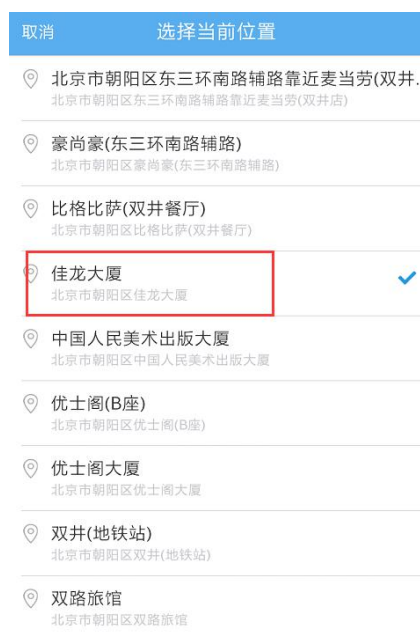 取消 选择当前位置
北京市朝阳区东三环南路辅路靠近麦当劳(双井.
北京市朝阳区东三环南路辅路靠近麦当劳(双井店)
豪尚豪(东三环南路辅路)
北京市朝阳区豪尚豪(东三环南路辅路)
比格比萨(双井餐厅)
北京市朝阳区比格比萨(双井餐厅)
佳龙大厦
北京市朝阳区佳龙大厦
中国人民美术出版大厦
北京市朝阳区中国人民美术出版大厦
优士阁(B座)
北京市朝阳区优士阁(B座)
优士阁大厦
北京市朝阳区优士阁大厦
双井(地铁站)
北京市朝阳区双井(地铁站)
双路旅馆
北京市朝阳区双路旅馆